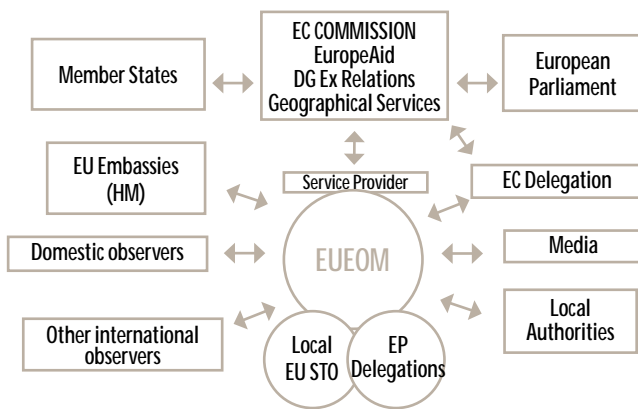 EC COMMISSION
EuropeAid
DG Ex Relations
Geographical Services
Member States
European
Parliament
EU Embassies
(HM)
Service Provider
EC Delegation
Domestic observers
EUEOM
Media
Other international
observers
Local
EU STO
EP
Delegations
Local
Authorities